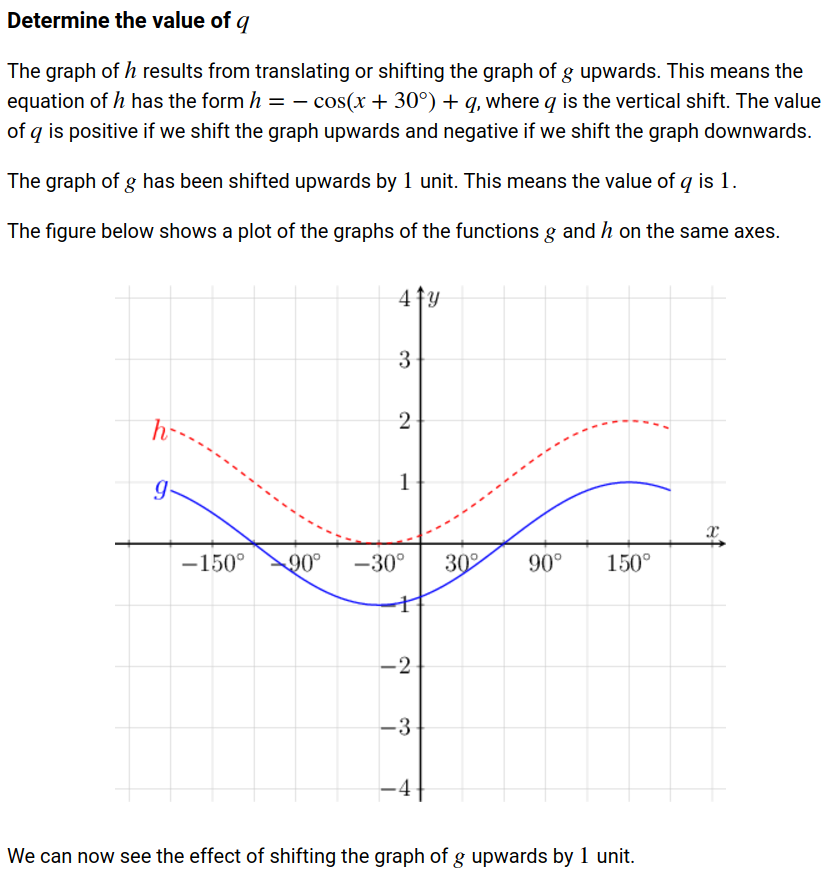 Determine the value of q
The graph of h results from translating or shifting the graph of g upwards. This means the
equation of h has the form h = − cos(x + 30°) + q, where q is the vertical shift. The value
of q is positive if we shift the graph upwards and negative if we shift the graph downwards.
The graph of g has been shifted upwards by 1 unit. This means the value of q is 1.
The figure below shows a plot of the graphs of the functions g and h on the same axes.
4 y
3
2
h
1
g
x
−150° −90° −30° 30° 90° 150°
−1
−2
−3
−4
We can now see the effect of shifting the graph of g upwards by 1 unit.